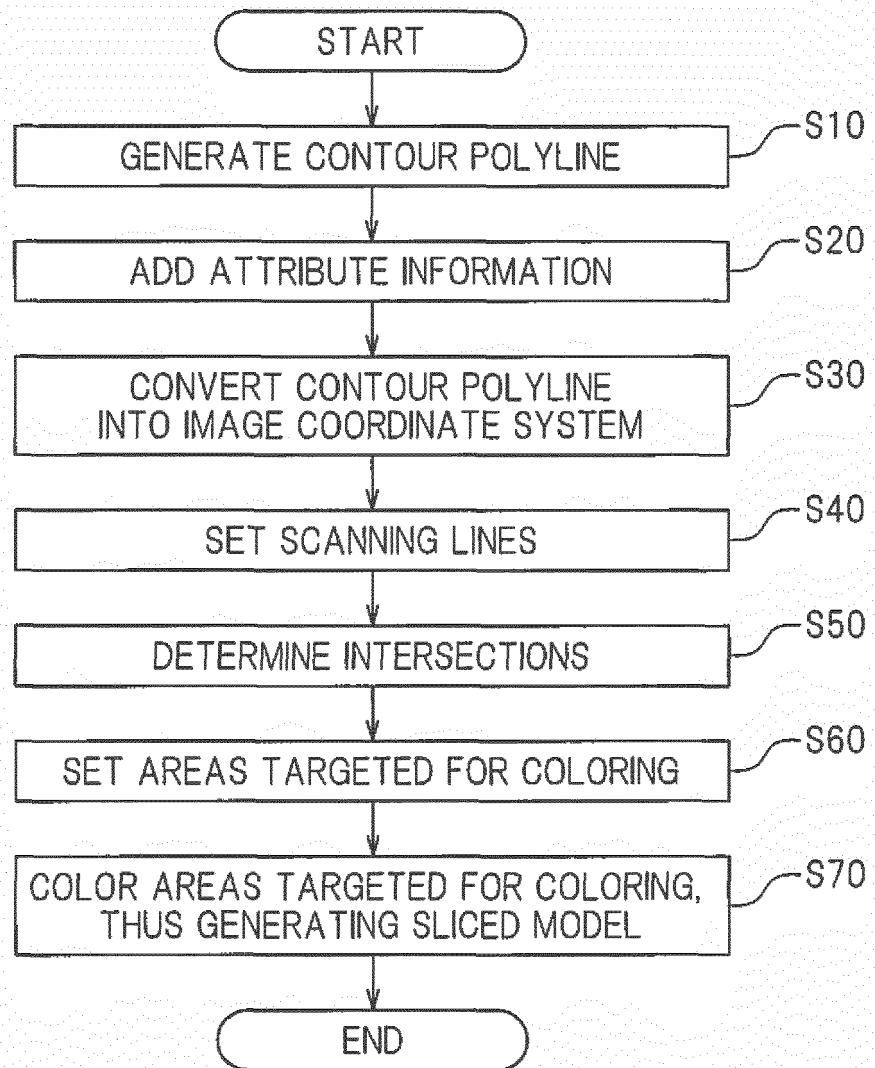 START
S10
GENERATE CONTOUR POLYLINE
S20
ADD ATTRIBUTE INFORMATION
S30
CONVERT CONTOUR POLYLINE
INTO IMAGE COORDINATE SYSTEM
S40
SET SCANNING LINES
S50
DETERMINE INTERSECTIONS
S60
SET AREAS TARGETED FOR COLORING
S70
COLOR AREAS TARGETED FOR COLORING,
THUS GENERATING SLICED MODEL
END